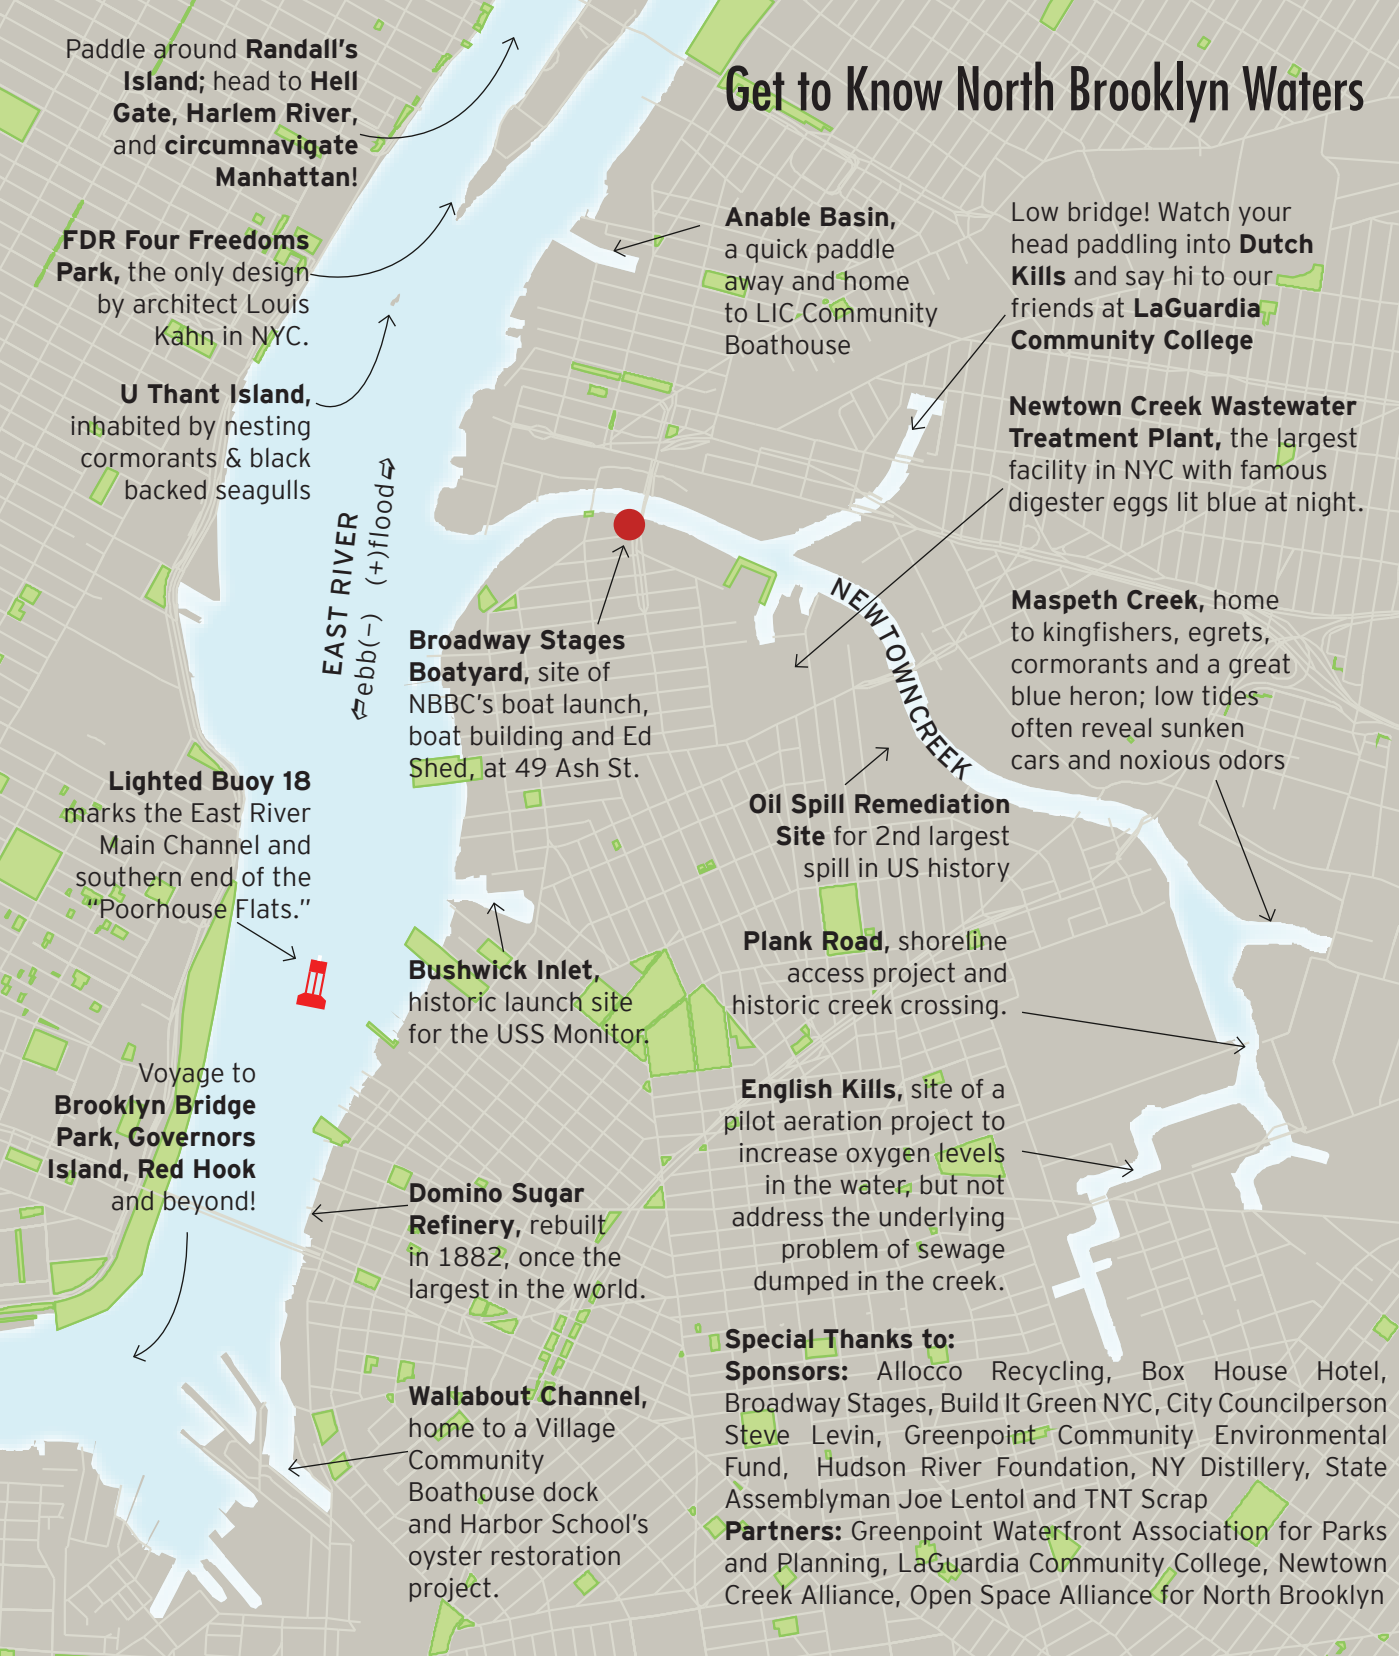 Get to Know North Brooklyn Waters
Paddle around Randall's
Island; head to Hell
Gate, Harlem River,
and circumnavigate
Manhattan!
FDR Four Freedoms
Park, the only design
by architect Louis
Kahn in NYC.
U Thant Island,
inhabited by nesting
cormorants & black
backed seagulls
Anable Basin,
a quick paddle
away and home
to LIC Community
Boathouse
Low bridge! Watch your
head paddling into Dutch
Kills and say hi to our
friends at LaGuardia
Community College
Newtown Creek Wastewater
Treatment Plant, the largest
facility in NYC with famous
digester eggs lit blue at night.
EAST RIVER
ebb(−) (+)flood
NEWTOWN CREEK
Broadway Stages
Boatyard, site of
NBBC's boat launch,
boat building and Ed
Shed, at 49 Ash St.
Maspeth Creek, home
to kingfishers, egrets,
cormorants and a great
blue heron; low tides
often reveal sunken
cars and noxious odors
Lighted Buoy 18
marks the East River
Main Channel and
southern end of the
"Poorhouse Flats."
Oil Spill Remediation
Site for 2nd largest
spill in US history
Bushwick Inlet,
historic launch site
for the USS Monitor.
Plank Road, shoreline
access project and
historic creek crossing.
Voyage to
Brooklyn Bridge
Park, Governors
Island, Red Hook
and beyond!
English Kills, site of a
pilot aeration project to
increase oxygen levels
in the water, but not
address the underlying
problem of sewage
dumped in the creek.
Domino Sugar
Refinery, rebuilt
in 1882, once the
largest in the world.
Wallabout Channel,
home to a Village
Community
Boathouse dock
and Harbor School's
oyster restoration
project.
Special Thanks to:
Sponsors: Allocco Recycling, Box House Hotel,
Broadway Stages, Build It Green NYC, City Councilperson
Steve Levin, Greenpoint Community Environmental
Fund, Hudson River Foundation, NY Distillery, State
Assemblyman Joe Lentol and TNT Scrap
Partners: Greenpoint Waterfront Association for Parks
and Planning, LaGuardia Community College, Newtown
Creek Alliance, Open Space Alliance for North Brooklyn